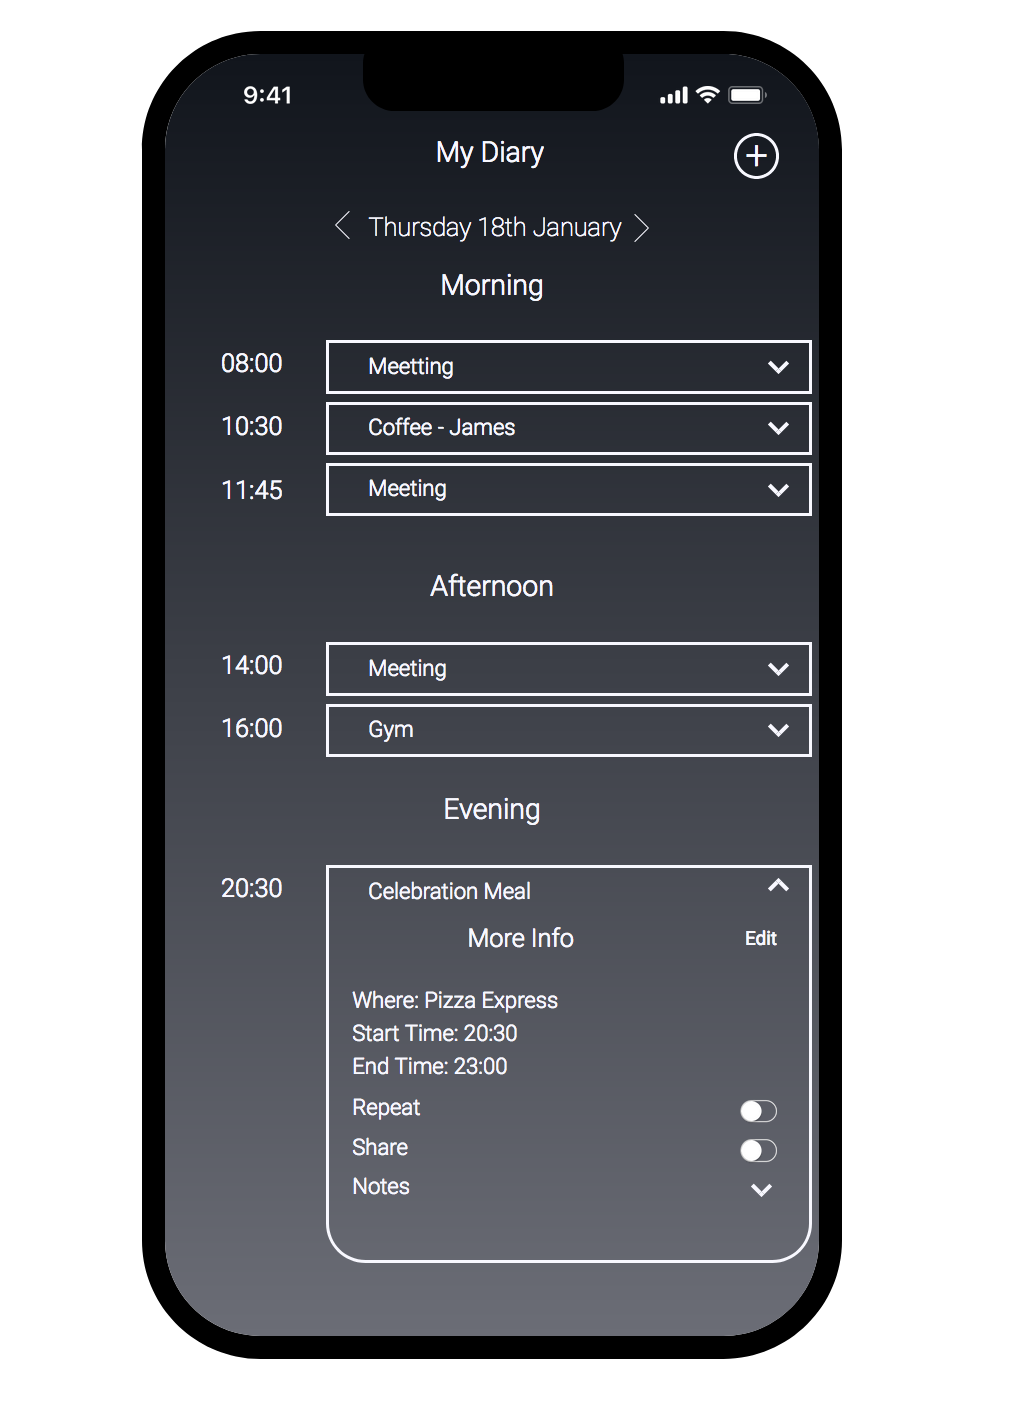 9:41
My Diary
Thursday 18th January
Morning
08:00 Meetting
10:30 Coffee - James
11:45 Meeting
Afternoon
14:00 Meeting
16:00 Gym
Evening
20:30 Celebration Meal
More Info Edit
Where: Pizza Express
Start Time: 20:30
End Time: 23:00
Repeat
Share
Notes